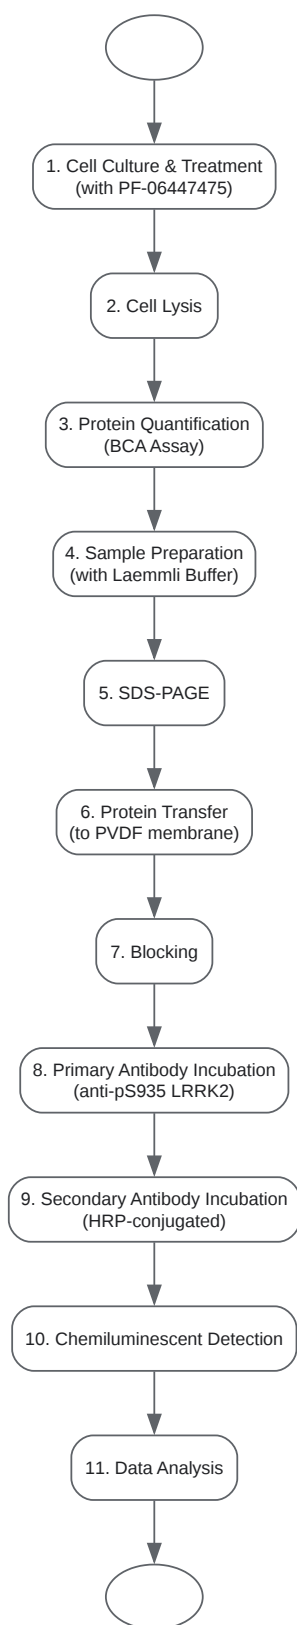 1. Cell Culture & Treatment
(with PF-06447475)
2. Cell Lysis
3. Protein Quantification
(BCA Assay)
4. Sample Preparation
(with Laemmli Buffer)
5. SDS-PAGE
6. Protein Transfer
(to PVDF membrane)
7. Blocking
8. Primary Antibody Incubation
(anti-pS935 LRRK2)
9. Secondary Antibody Incubation
(HRP-conjugated)
10. Chemiluminescent Detection
11. Data Analysis